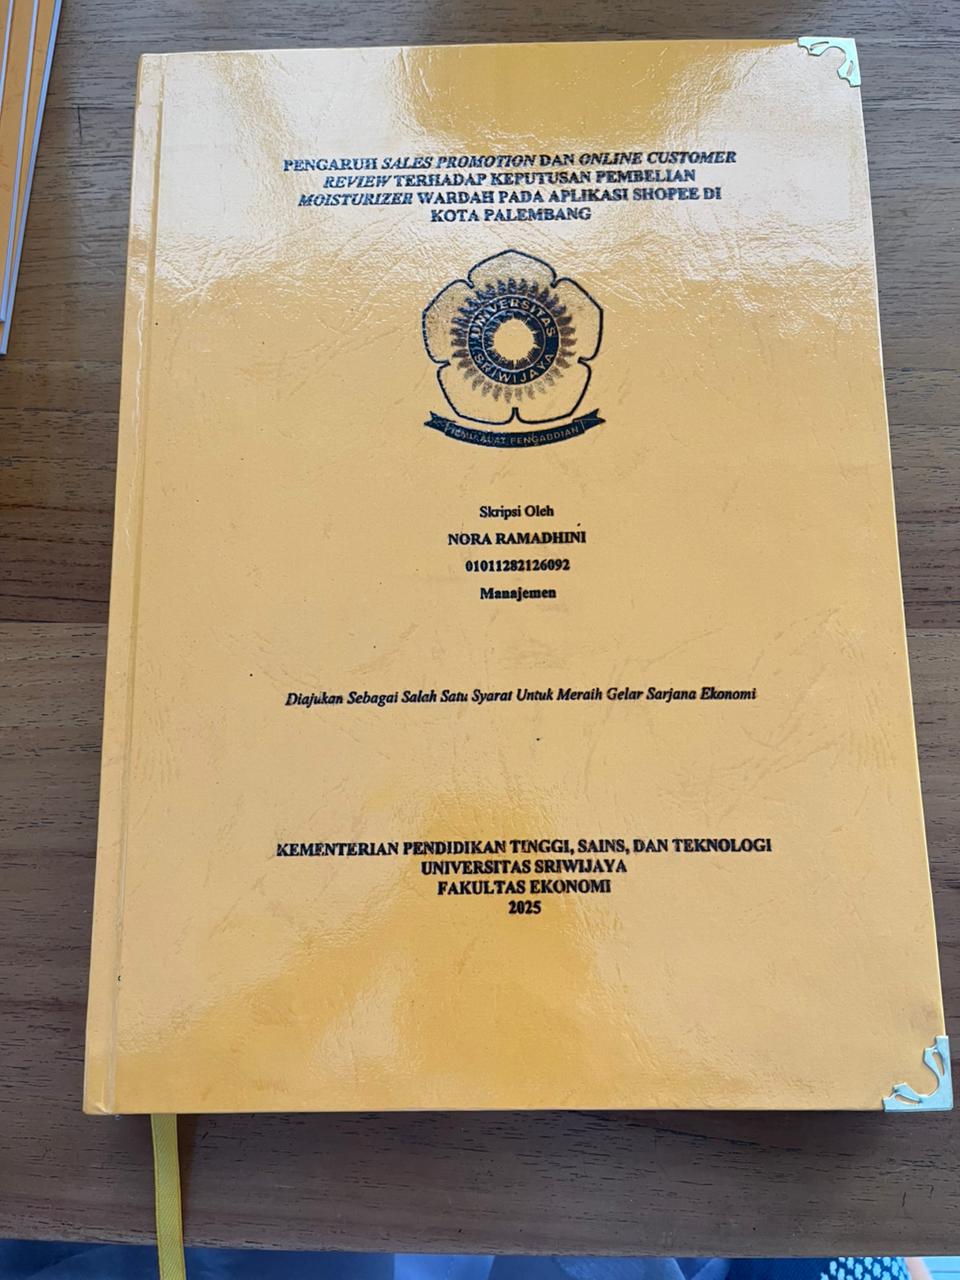 PENGARUH SALES PROMOTION DAN ONLINE CUSTOMER
REVIEW TERHADAP KEPUTUSAN PEMBELIAN
MOISTURIZER WARDAH PADA APLIKASI SHOPEE DI
KOTA PALEMBANG
UNIVERSITAS
SRIWIJAYA
ILMU ALAT PENGABDIAN
Skripsi Oleh
NORA RAMADHINI
01011282126092
Manajemen
Diajukan Sebagai Salah Satu Syarat Untuk Meraih Gelar Sarjana Ekonomi
KEMENTERIAN PENDIDIKAN TINGGI, SAINS, DAN TEKNOLOGI
UNIVERSITAS SRIWIJAYA
FAKULTAS EKONOMI
2025